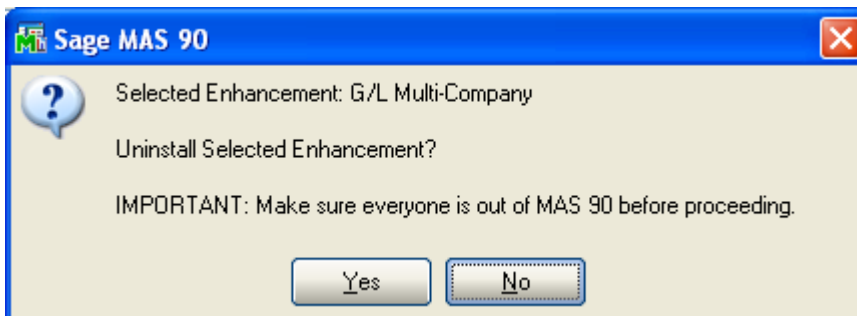 Sage MAS 90
Selected Enhancement: G/L Multi-Company
Uninstall Selected Enhancement?
IMPORTANT: Make sure everyone is out of MAS 90 before proceeding.
Yes No